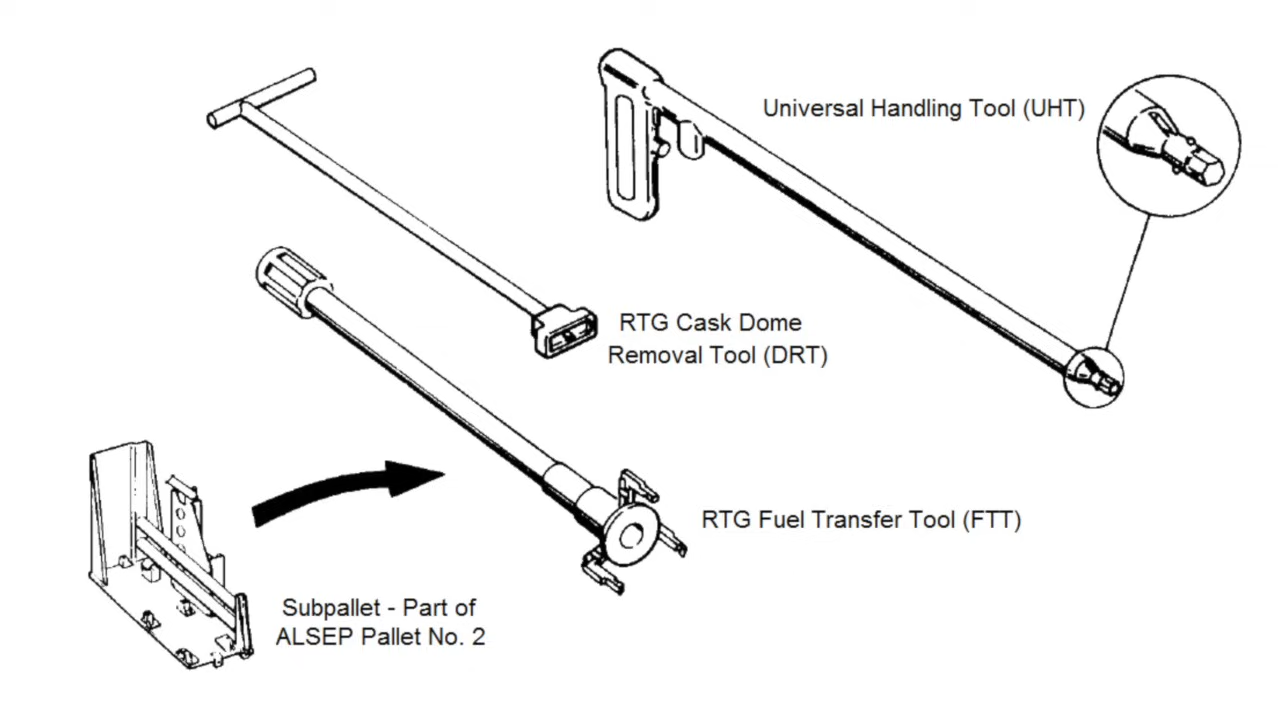 Universal Handling Tool (UHT)
RTG Cask Dome
Removal Tool (DRT)
RTG Fuel Transfer Tool (FTT)
Subpallet - Part of
ALSEP Pallet No. 2